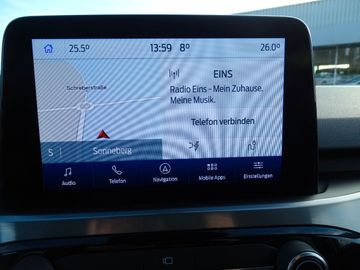 25.5° 13:59 8° 26.0°
EINS
Schreberstraße
Radio Eins - Mein Zuhause.
Meine Musik.
Telefon verbinden
S Sonneberg
Audio Telefon Navigation Mobile Apps Einstellungen